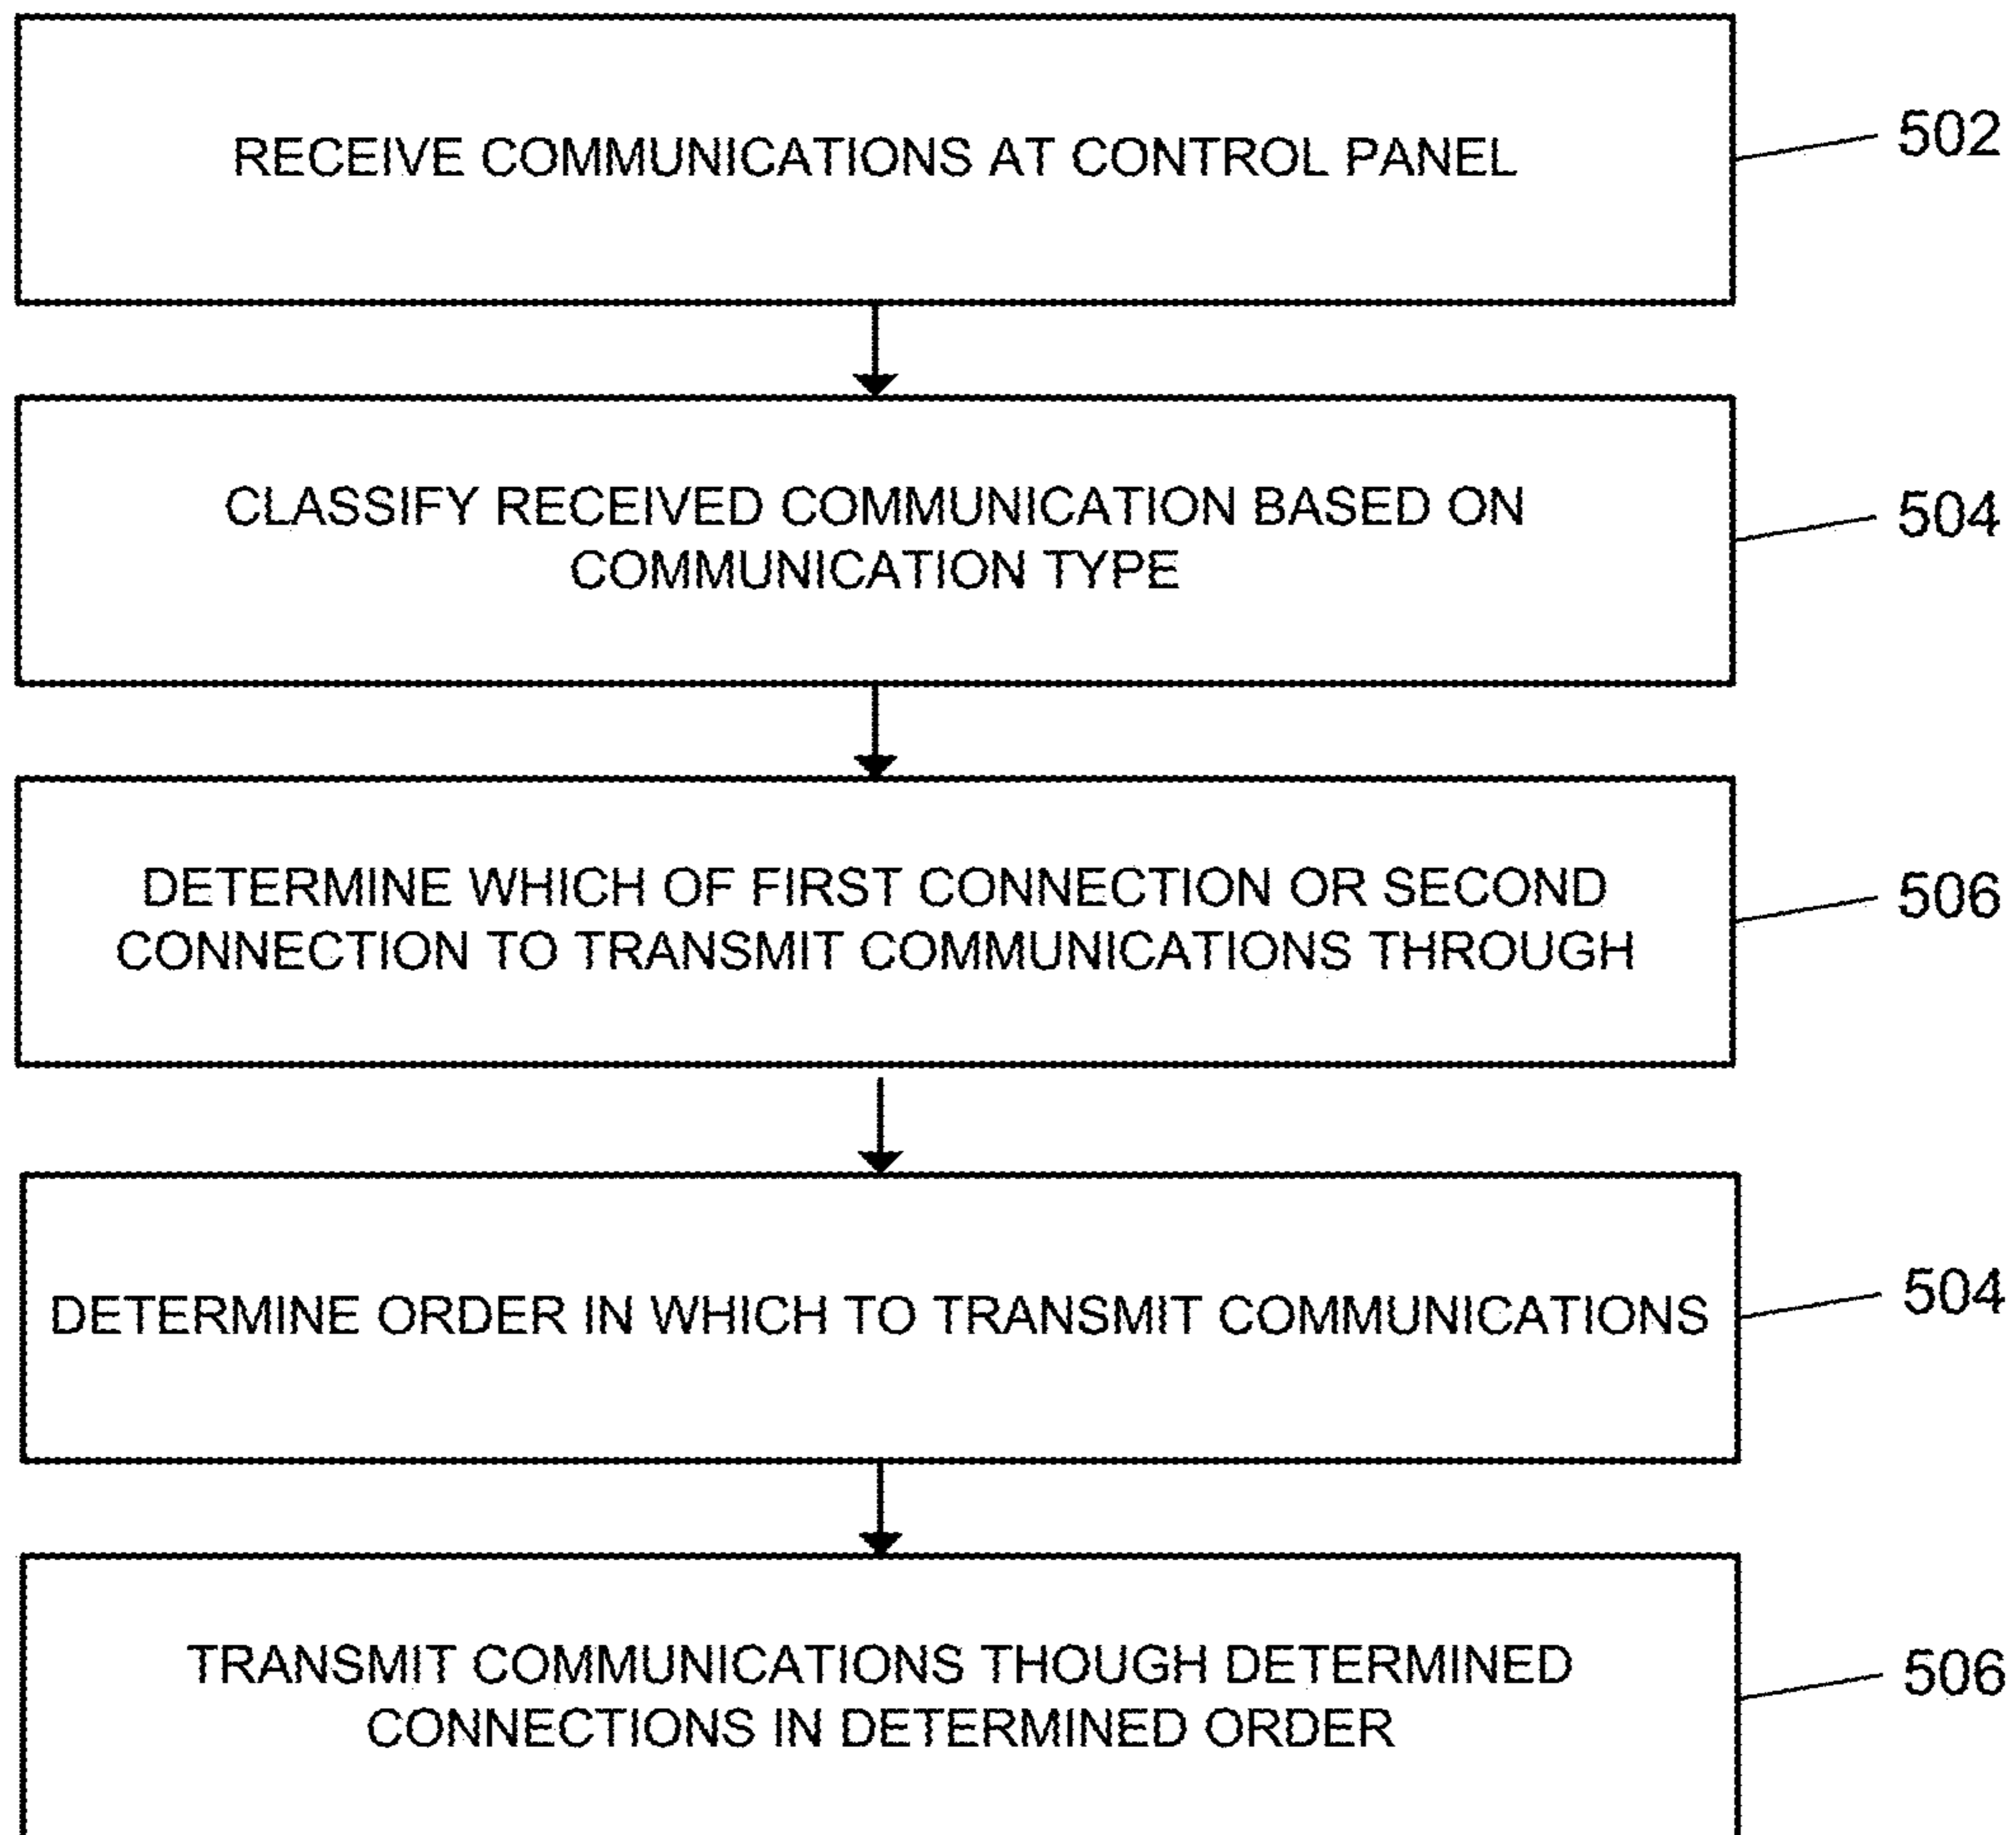 RECEIVE COMMUNICATIONS AT CONTROL PANEL
502
CLASSIFY RECEIVED COMMUNICATION BASED ON
COMMUNICATION TYPE
504
DETERMINE WHICH OF FIRST CONNECTION OR SECOND
CONNECTION TO TRANSMIT COMMUNICATIONS THROUGH
506
DETERMINE ORDER IN WHICH TO TRANSMIT COMMUNICATIONS
504
TRANSMIT COMMUNICATIONS THOUGH DETERMINED
CONNECTIONS IN DETERMINED ORDER
506